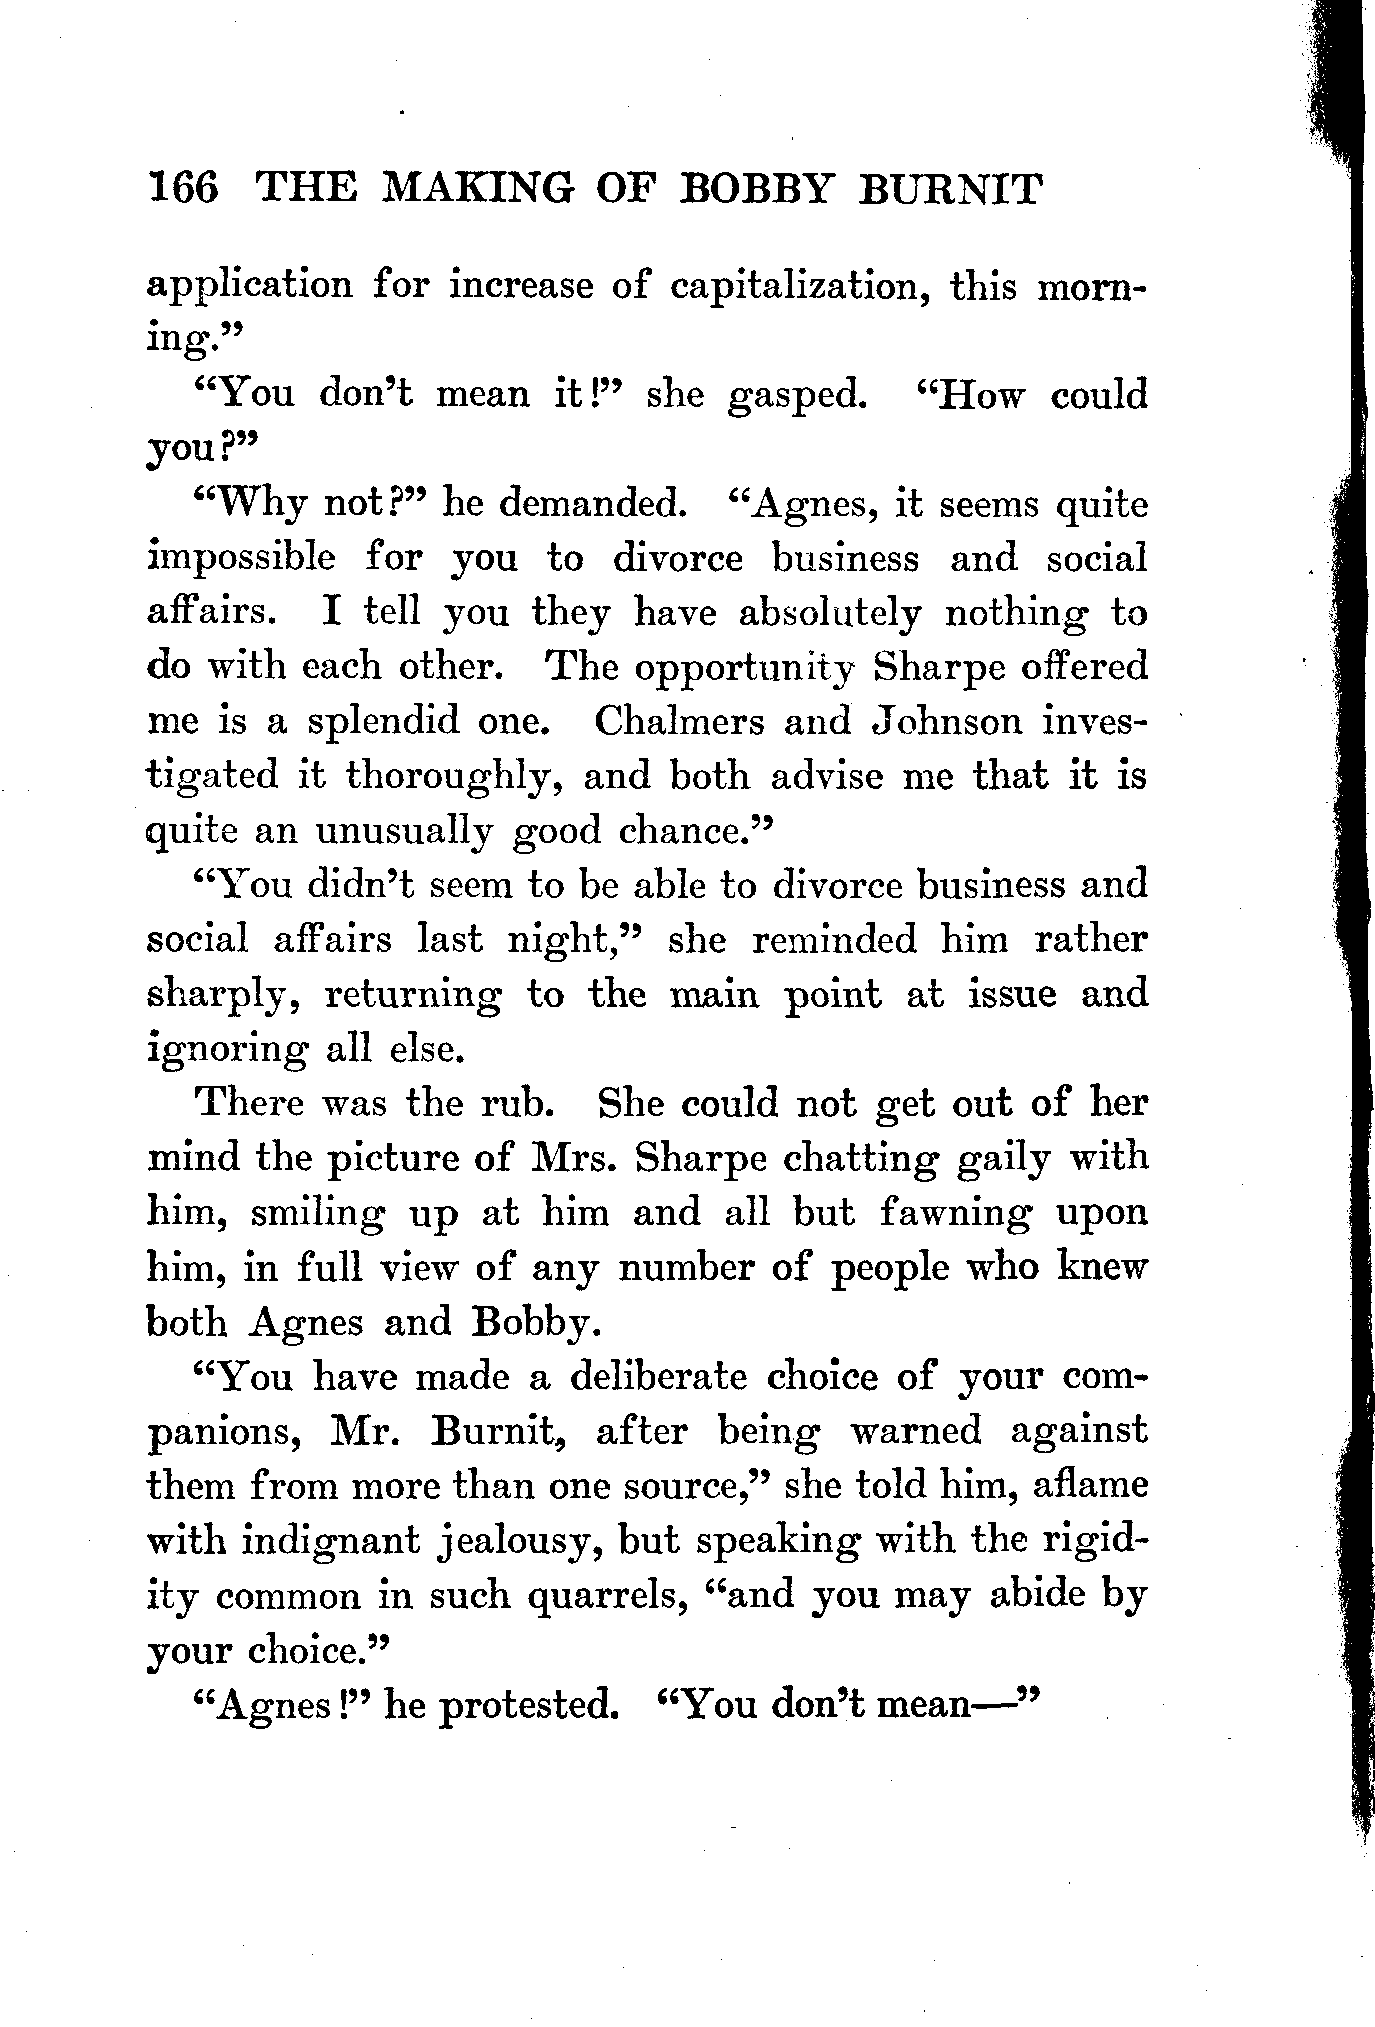 166 THE MAKING OF BOBBY BURNIT
application for increase of capitalization, this morn-
ing."
"You don't mean it!" she gasped. "How could
you?"
"Why not?" he demanded. "Agnes, it seems quite
impossible for you to divorce business and social
affairs. I tell you they have absolutely nothing to
do with each other. The opportunity Sharpe offered
me is a splendid one. Chalmers and Johnson inves-
tigated it thoroughly, and both advise me that it is
quite an unusually good chance."
"You didn't seem to be able to divorce business and
social affairs last night," she reminded him rather
sharply, returning to the main point at issue and
ignoring all else.
There was the rub. She could not get out of her
mind the picture of Mrs. Sharpe chatting gaily with
him, smiling up at him and all but fawning upon
him, in full view of any number of people who knew
both Agnes and Bobby.
"You have made a deliberate choice of your com-
panions, Mr. Burnit, after being warned against
them from more than one source," she told him, aflame
with indignant jealousy, but speaking with the rigid-
ity common in such quarrels, "and you may abide by
your choice."
"Agnes!" he protested. "You don't mean—"